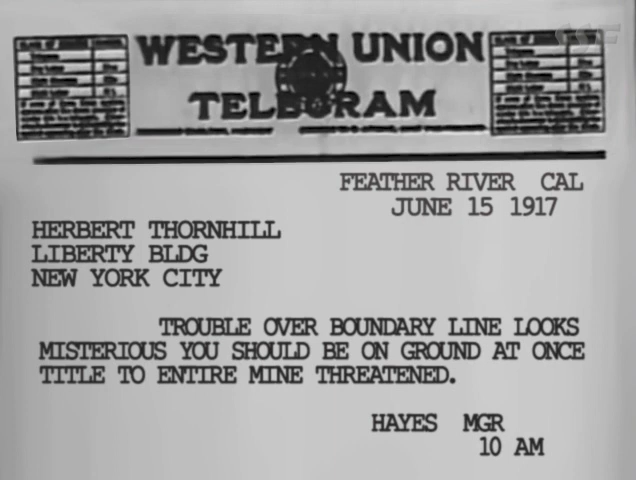 WESTERN UNION
TELEGRAM
FEATHER RIVER CAL
JUNE 15 1917
HERBERT THORNHILL
LIBERTY BLDG
NEW YORK CITY
TROUBLE OVER BOUNDARY LINE LOOKS
MISTERIOUS YOU SHOULD BE ON GROUND AT ONCE
TITLE TO ENTIRE MINE THREATENED.
HAYES MGR
10 AM